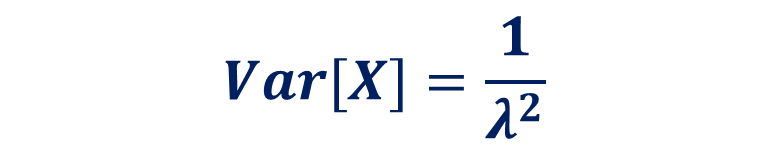 Var[X] = 1/λ²